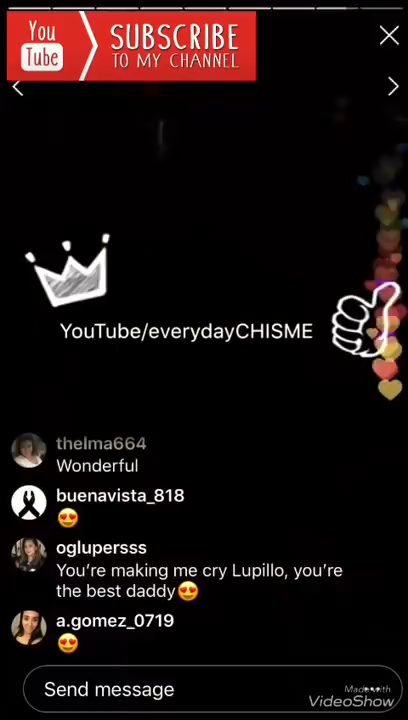 You
Tube
SUBSCRIBE
TO MY CHANNEL
YouTube/everydayCHISME
thelma664
Wonderful
buenavista_818
😍
oglupersss
You're making me cry Lupillo, you're
the best daddy😍
a.gomez_0719
😍
Send message
Made with
VideoShow